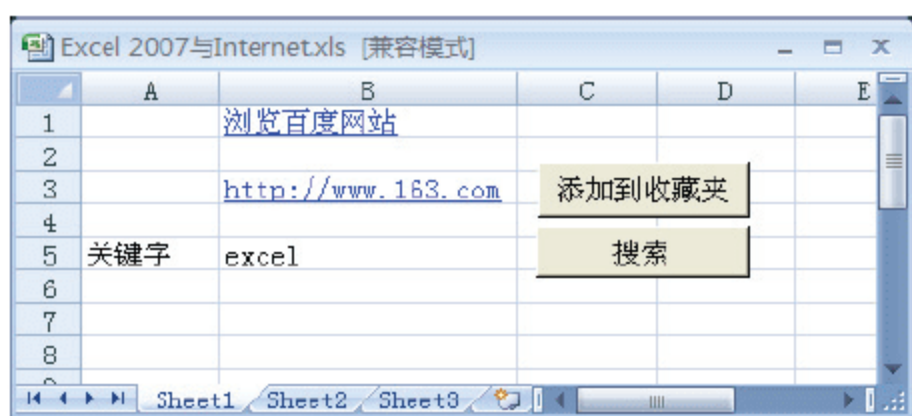 Excel 2007与Internet.xls [兼容模式]
A B C D E
1 浏览百度网站
2
3 http://www.163.com 添加到收藏夹
4
5 关键字 excel 搜索
6
7
8
Sheet1 Sheet2 Sheet3